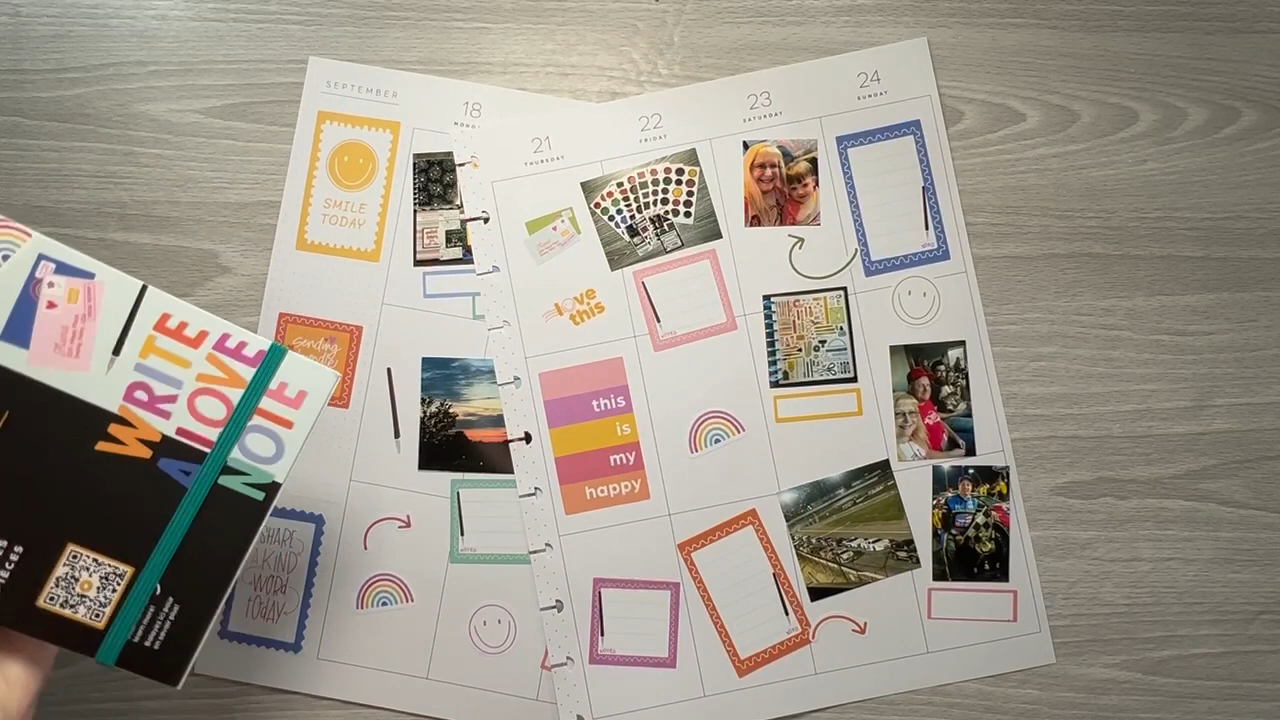 SEPTEMBER
18
21
THURSDAY
22
FRIDAY
23
SATURDAY
24
SUNDAY
SMILE
TODAY
love
this
Sending
this
is
my
happy
WRITE
A LOVE
NOTE
SHARE
A KIND
WORD
TODAY